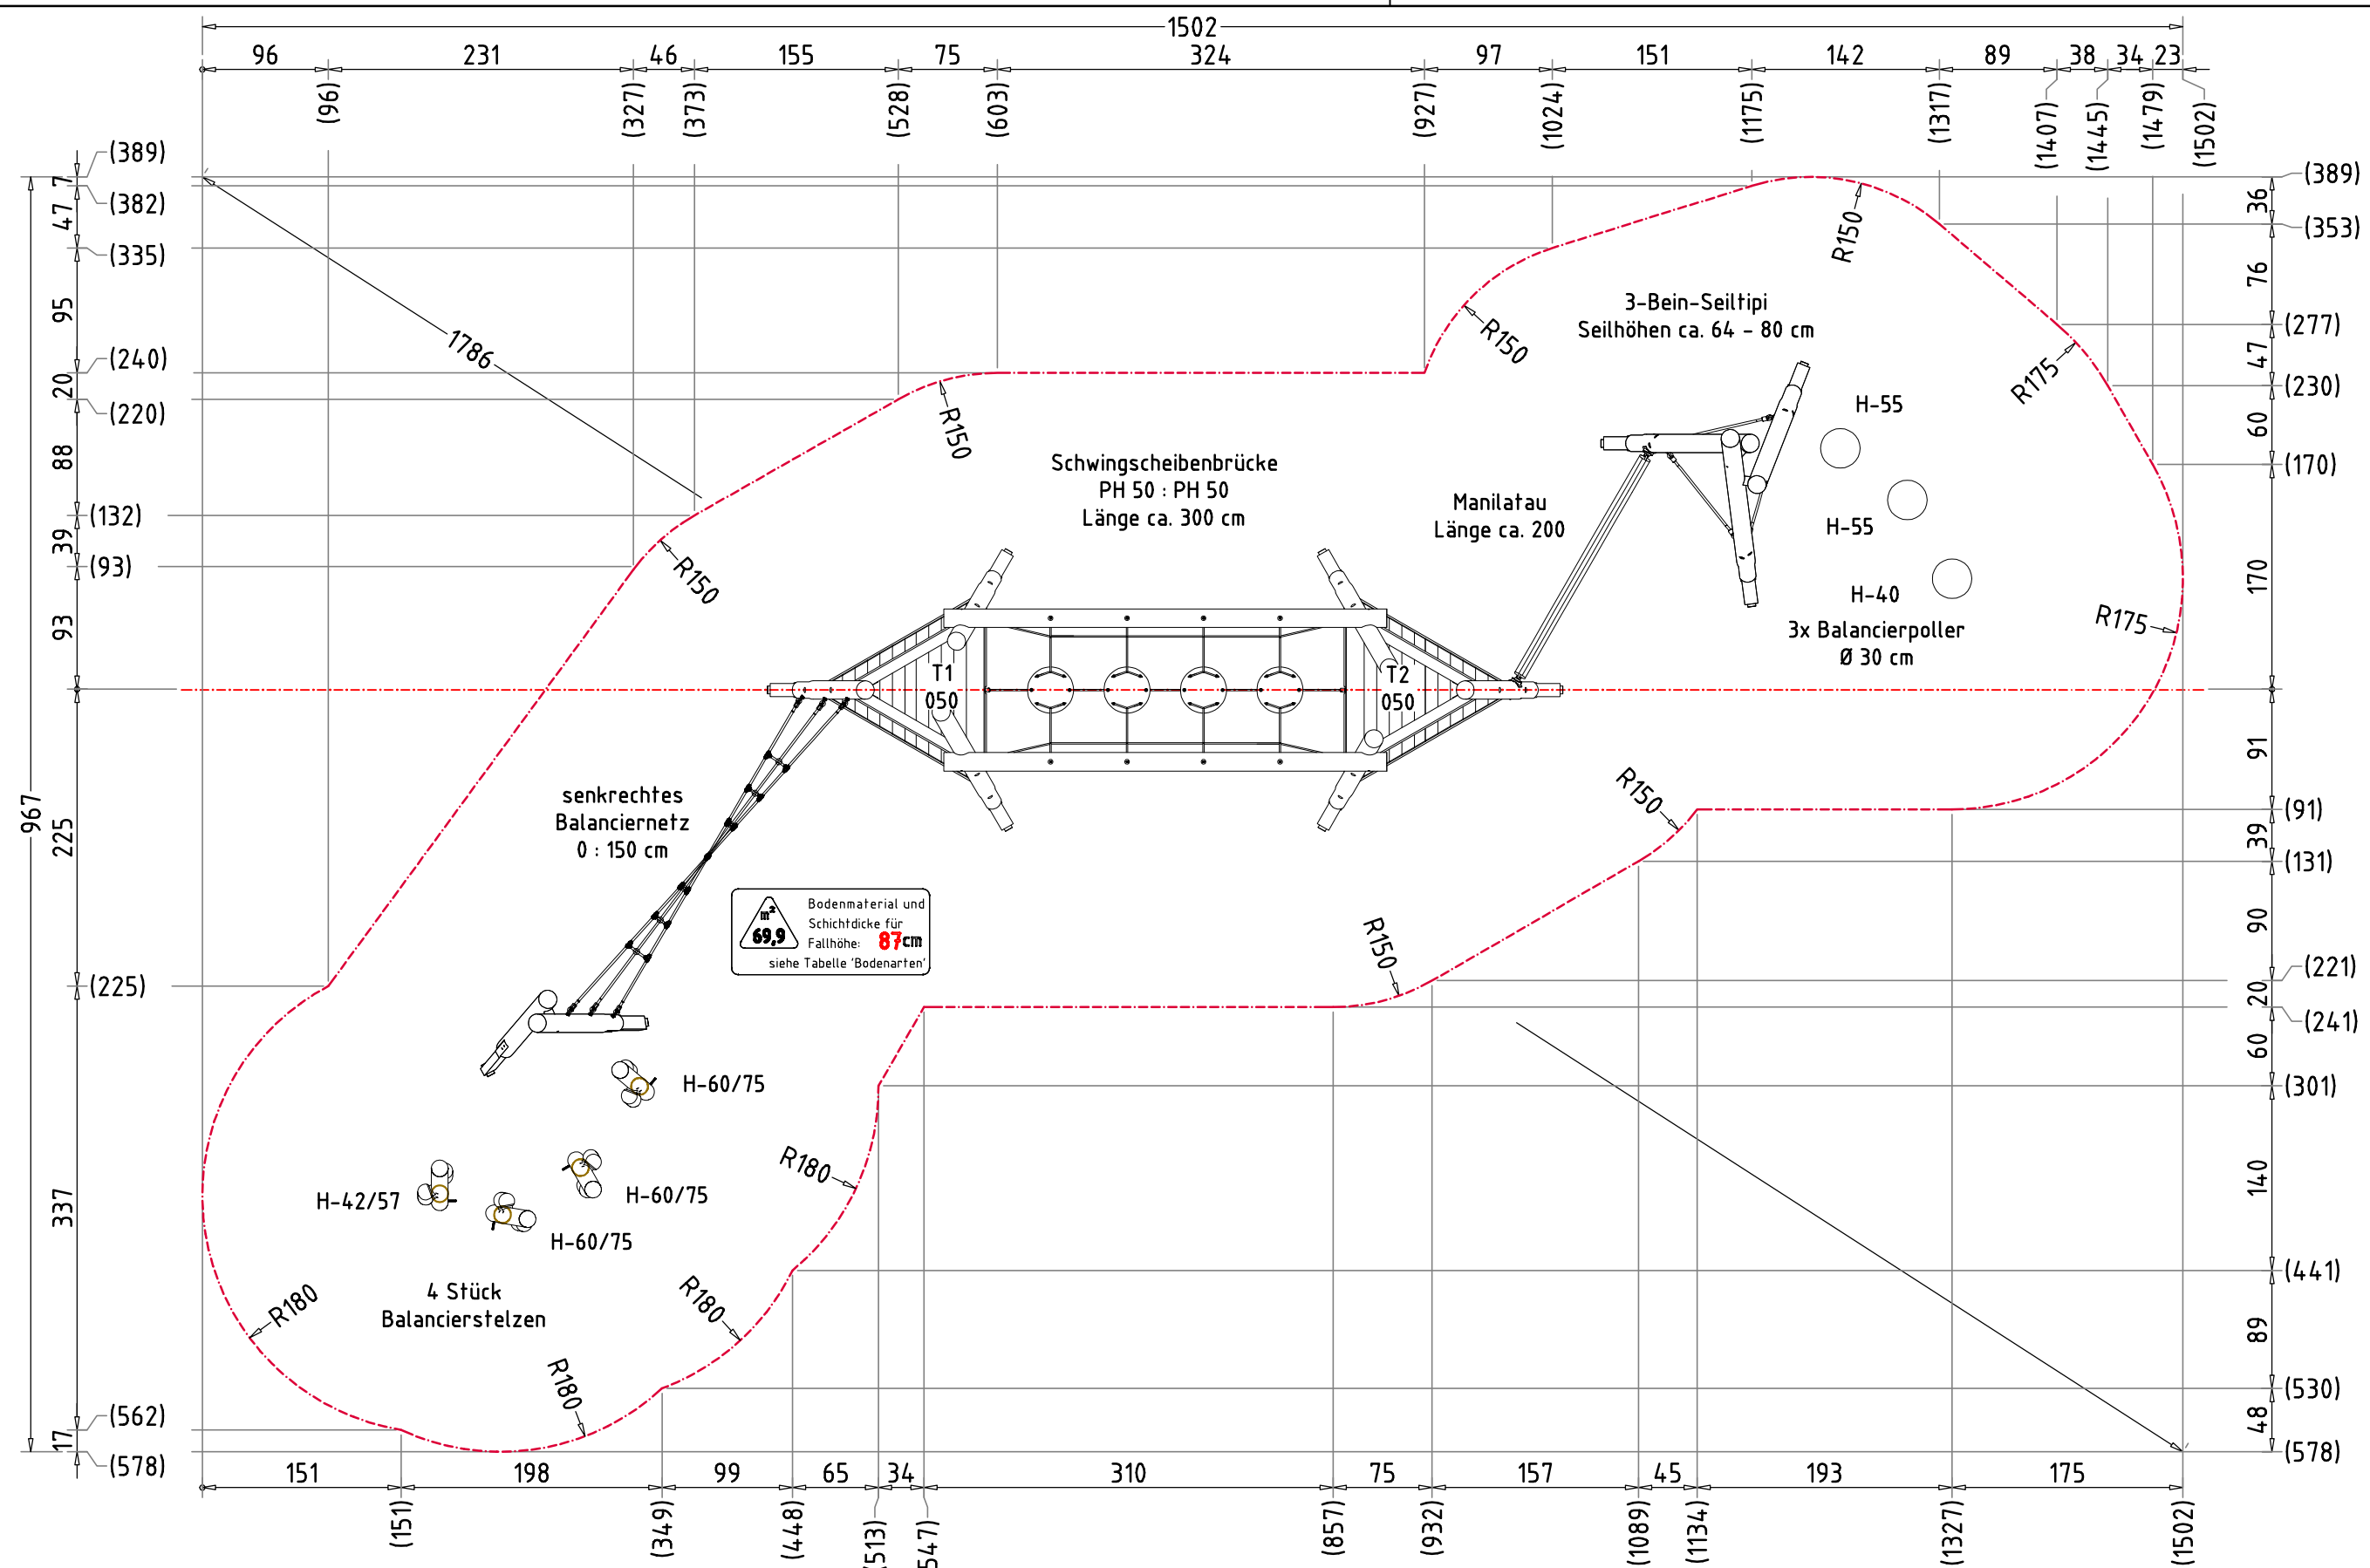 1502
96 231 46 155 75 324 97 151 142 89 38 34 23
(96) (327) (373) (528) (603) (927) (1024) (1175) (1317) (1407) (1445) (1479) (1502)
(389)
7
(382)
47
(335)
95
(240)
20
(220)
88
(132)
39
(93)
93
967
225
(225)
337
(562)
17
(578)
(389)
36
(353)
76
(277)
47
(230)
60
(170)
170
91
(91)
39
(131)
90
(221)
20
(241)
60
(301)
140
(441)
89
(530)
48
(578)
1786
R150
R150
R150
R150
R175
R175
R150
R150
R180
R180
R180
R180
3-Bein-Seiltipi
Seilhöhen ca. 64 - 80 cm
H-55
H-55
H-40
3x Balancierpoller
Ø 30 cm
Schwingscheibenbrücke
PH 50 : PH 50
Länge ca. 300 cm
Manilatau
Länge ca. 200
T1
050
T2
050
senkrechtes
Balanciernetz
0 : 150 cm
m²
69,9
Bodenmaterial und
Schichtdicke für
Fallhöhe: 87cm
siehe Tabelle 'Bodenarten'
H-60/75
H-60/75
H-42/57
H-60/75
4 Stück
Balancierstelzen
151 198 99 65 34 310 75 157 45 193 175
(151) (349) (448) 513) 547) (857) (932) (1089) (1134) (1327) (1502)